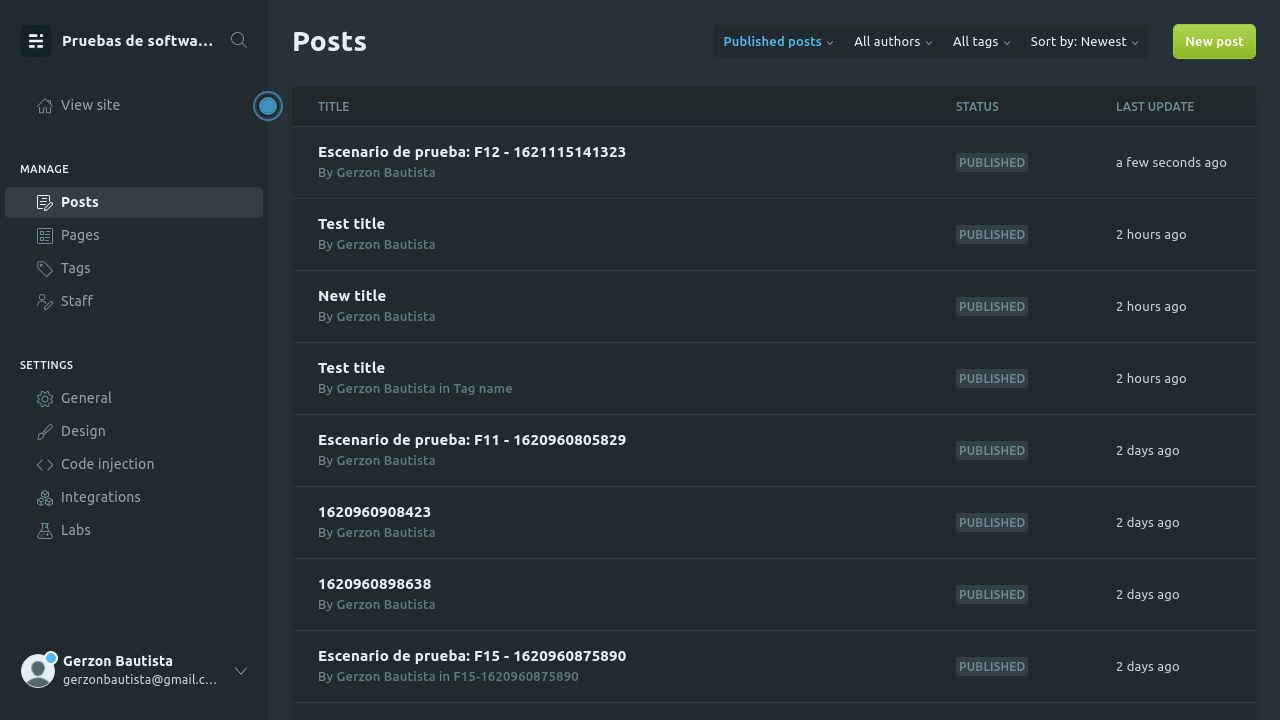 Pruebas de softwa...
View site
MANAGE
Posts
Pages
Tags
Staff
SETTINGS
General
Design
Code injection
Integrations
Labs
Gerzon Bautista
gerzonbautista@gmail.c...
Posts
Published posts
All authors
All tags
Sort by: Newest
New post
TITLE STATUS LAST UPDATE
Escenario de prueba: F12 - 1621115141323
By Gerzon Bautista
PUBLISHED
a few seconds ago
Test title
By Gerzon Bautista
PUBLISHED
2 hours ago
New title
By Gerzon Bautista
PUBLISHED
2 hours ago
Test title
By Gerzon Bautista in Tag name
PUBLISHED
2 hours ago
Escenario de prueba: F11 - 1620960805829
By Gerzon Bautista
PUBLISHED
2 days ago
1620960908423
By Gerzon Bautista
PUBLISHED
2 days ago
1620960898638
By Gerzon Bautista
PUBLISHED
2 days ago
Escenario de prueba: F15 - 1620960875890
By Gerzon Bautista in F15-1620960875890
PUBLISHED
2 days ago